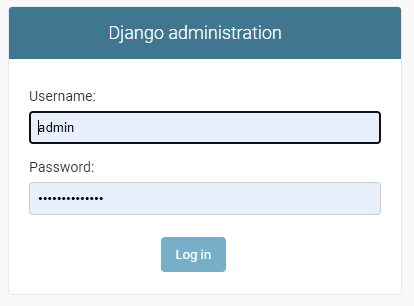 Django administration
Username:
admin
Password:
••••••••••••••
Log in